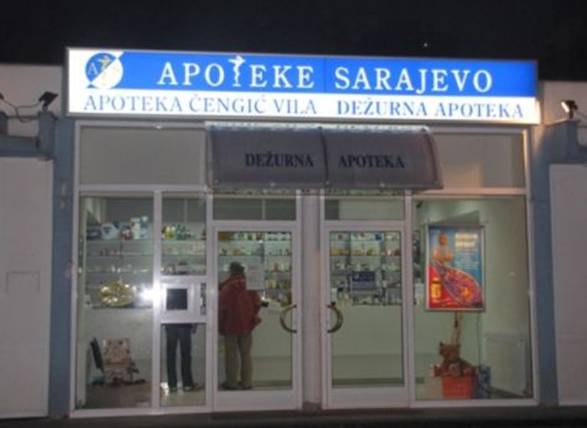 APOTEKE SARAJEVO
APOTEKA ČENGIĆ VILA DEŽURNA APOTEKA
DEŽURNA APOTEKA